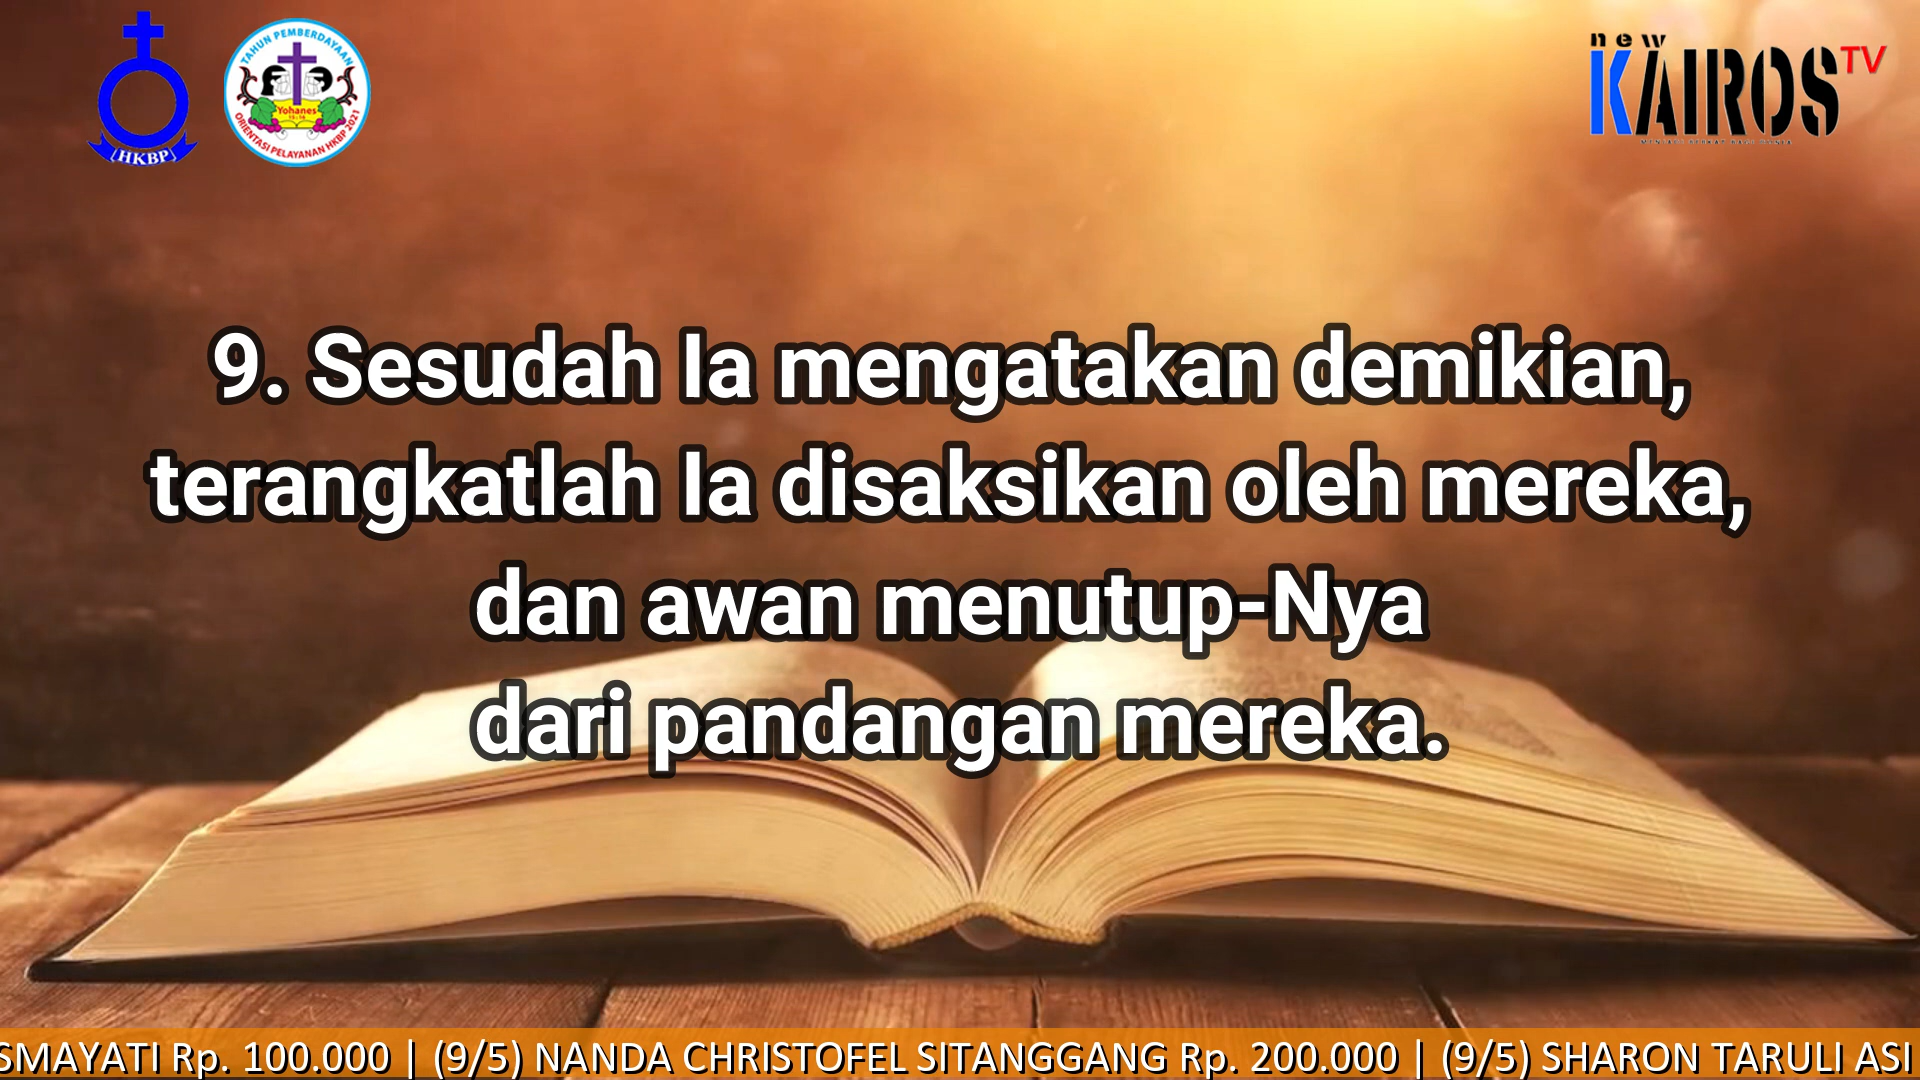 HKBP
TAHUN PEMBERDAYAAN
Yohanes
15:16
ORIENTASI PELAYANAN HKBP 2021
new
KAIROS TV
9. Sesudah Ia mengatakan demikian,
terangkatlah Ia disaksikan oleh mereka,
dan awan menutup-Nya
dari pandangan mereka.
SMAYATI Rp. 100.000 | (9/5) NANDA CHRISTOFEL SITANGGANG Rp. 200.000 | (9/5) SHARON TARULI ASI